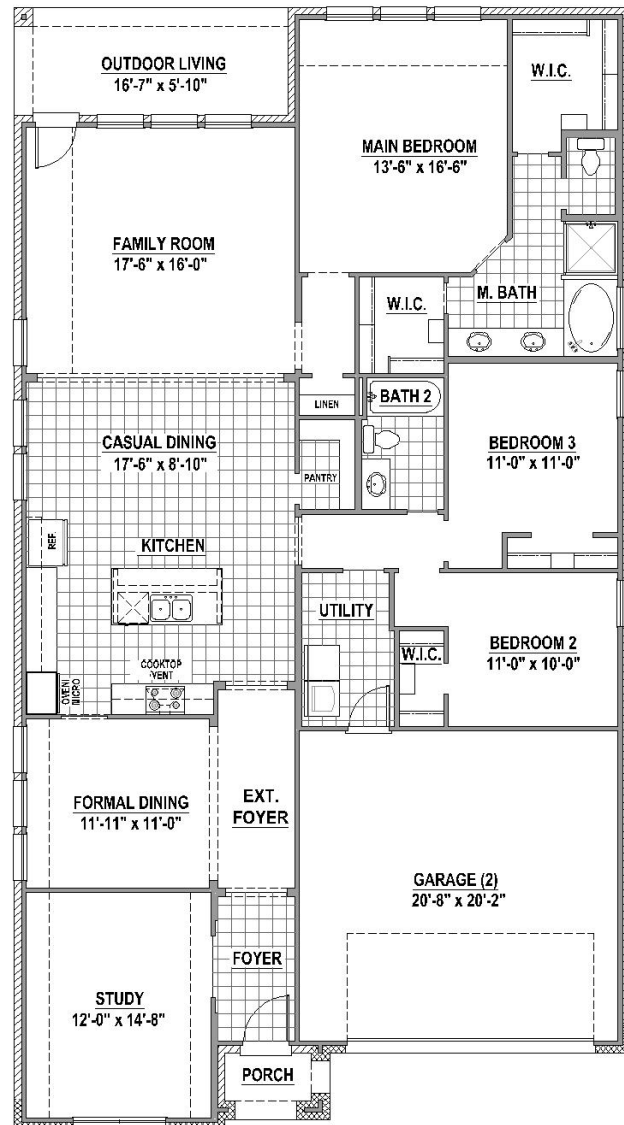 OUTDOOR LIVING
16'-7" x 5'-10"
W.I.C.
MAIN BEDROOM
13'-6" x 16'-6"
FAMILY ROOM
17'-6" x 16'-0"
W.I.C.
M. BATH
LINEN
BATH 2
CASUAL DINING
17'-6" x 8'-10"
BEDROOM 3
11'-0" x 11'-0"
PANTRY
REF.
KITCHEN
UTILITY
BEDROOM 2
11'-0" x 10'-0"
W.I.C.
COOKTOP
VENT
OVEN/
MICRO
FORMAL DINING
11'-11" x 11'-0"
EXT.
FOYER
GARAGE (2)
20'-8" x 20'-2"
FOYER
STUDY
12'-0" x 14'-8"
PORCH